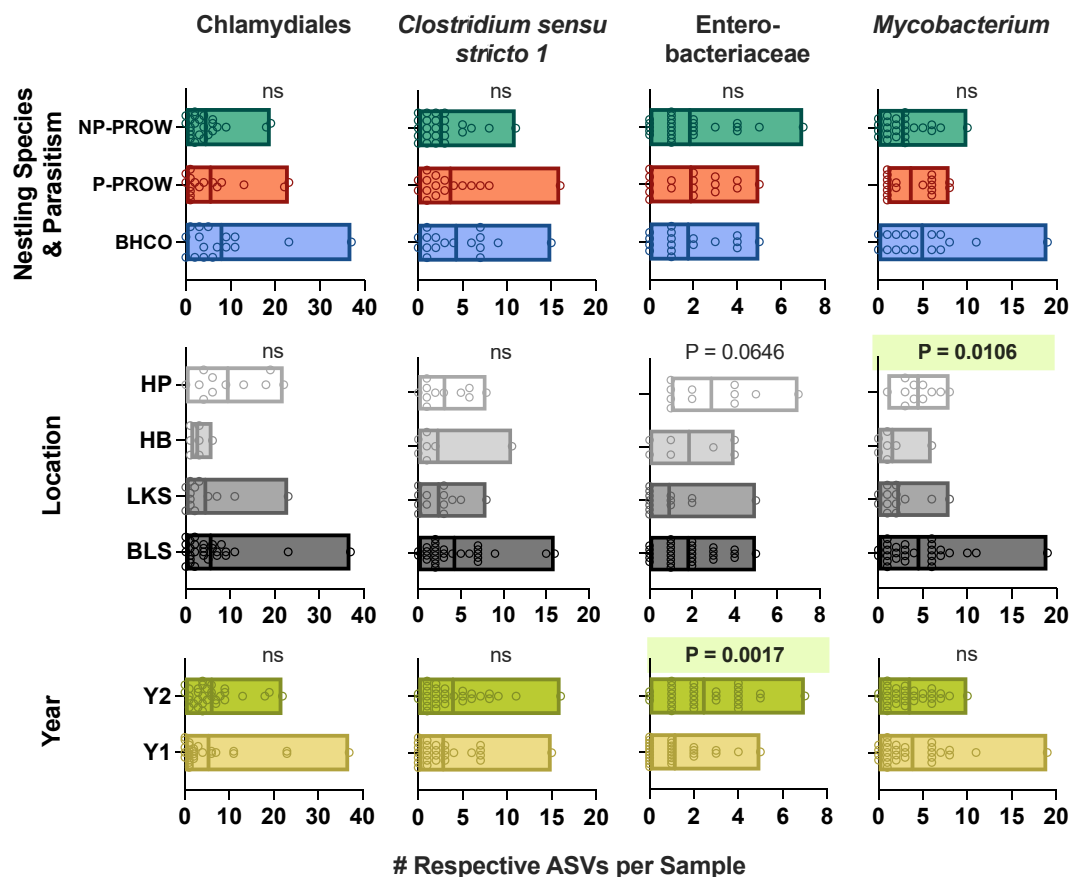 Chlamydiales
Clostridium sensu
stricto 1
Entero-
bacteriaceae
Mycobacterium
Nestling Species
& Parasitism
ns
ns
ns
ns
NP-PROW
P-PROW
BHCO
0 10 20 30 40
0 5 10 15 20
0 2 4 6 8
0 5 10 15 20
Location
ns
ns
P = 0.0646
P = 0.0106
HP
HB
LKS
BLS
0 10 20 30 40
0 5 10 15 20
0 2 4 6 8
0 5 10 15 20
Year
ns
ns
P = 0.0017
ns
Y2
Y1
0 10 20 30 40
0 5 10 15 20
0 2 4 6 8
0 5 10 15 20
# Respective ASVs per Sample